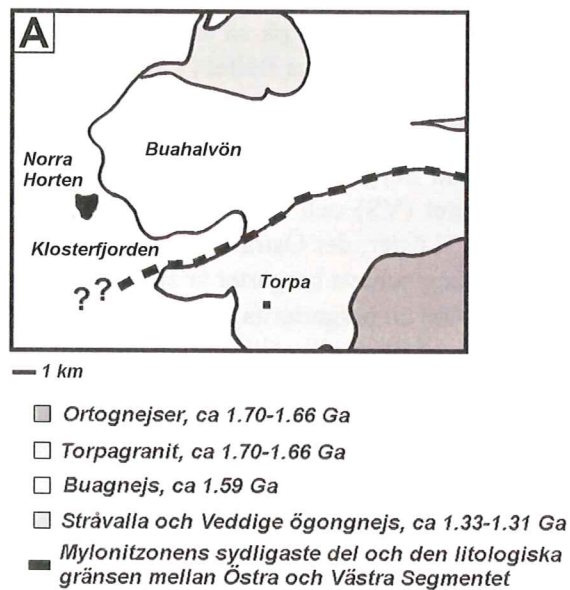 A
Buahalvön
Norra
Horten
Klosterfjorden
??
Torpa
1 km
Ortognejser, ca 1.70-1.66 Ga
Torpagranit, ca 1.70-1.66 Ga
Buagnejs, ca 1.59 Ga
Stråvalla och Veddige ögongnejs, ca 1.33-1.31 Ga
Mylonitzonens sydligaste del och den litologiska
gränsen mellan Östra och Västra Segmentet